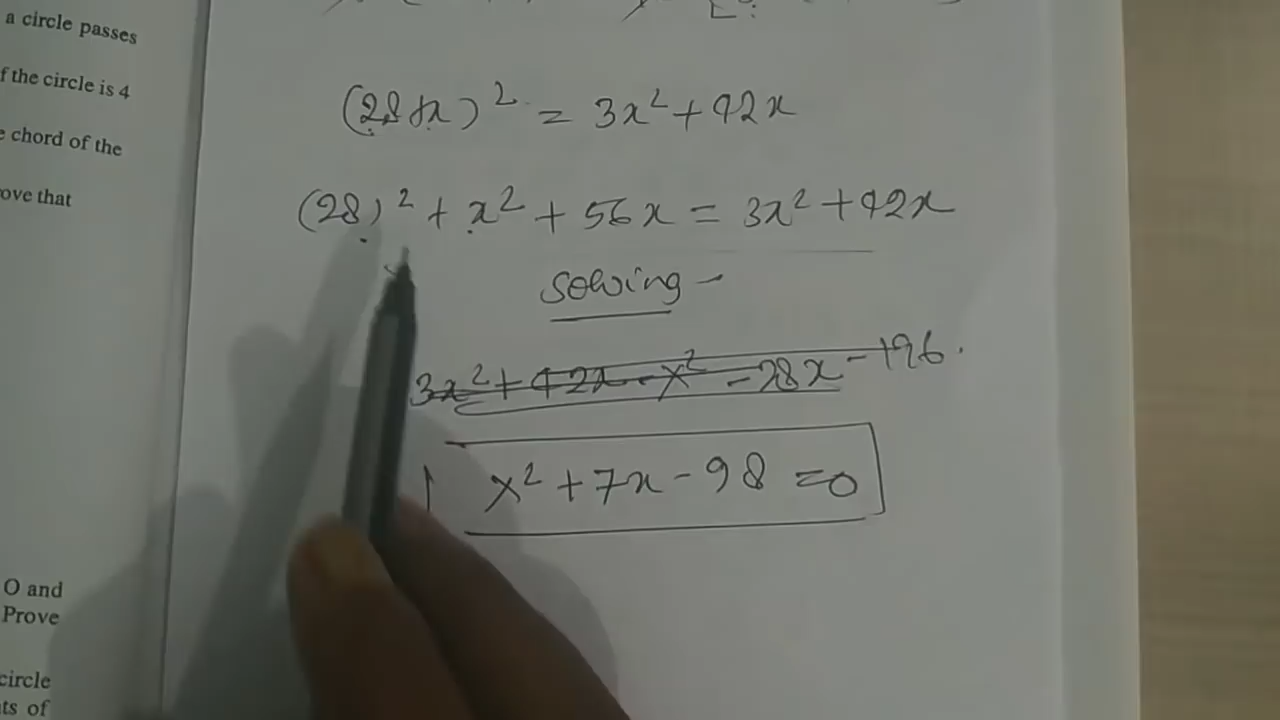 a circle passes
f the circle is 4
e chord of the
ove that
O and
Prove
circle
ts of
(28+x)² = 3x² + 42x
(28)² + x² + 56x = 3x² + 42x
Solving -
3x² + 42x - x² - 28x - 196.
x² + 7x - 98 = 0